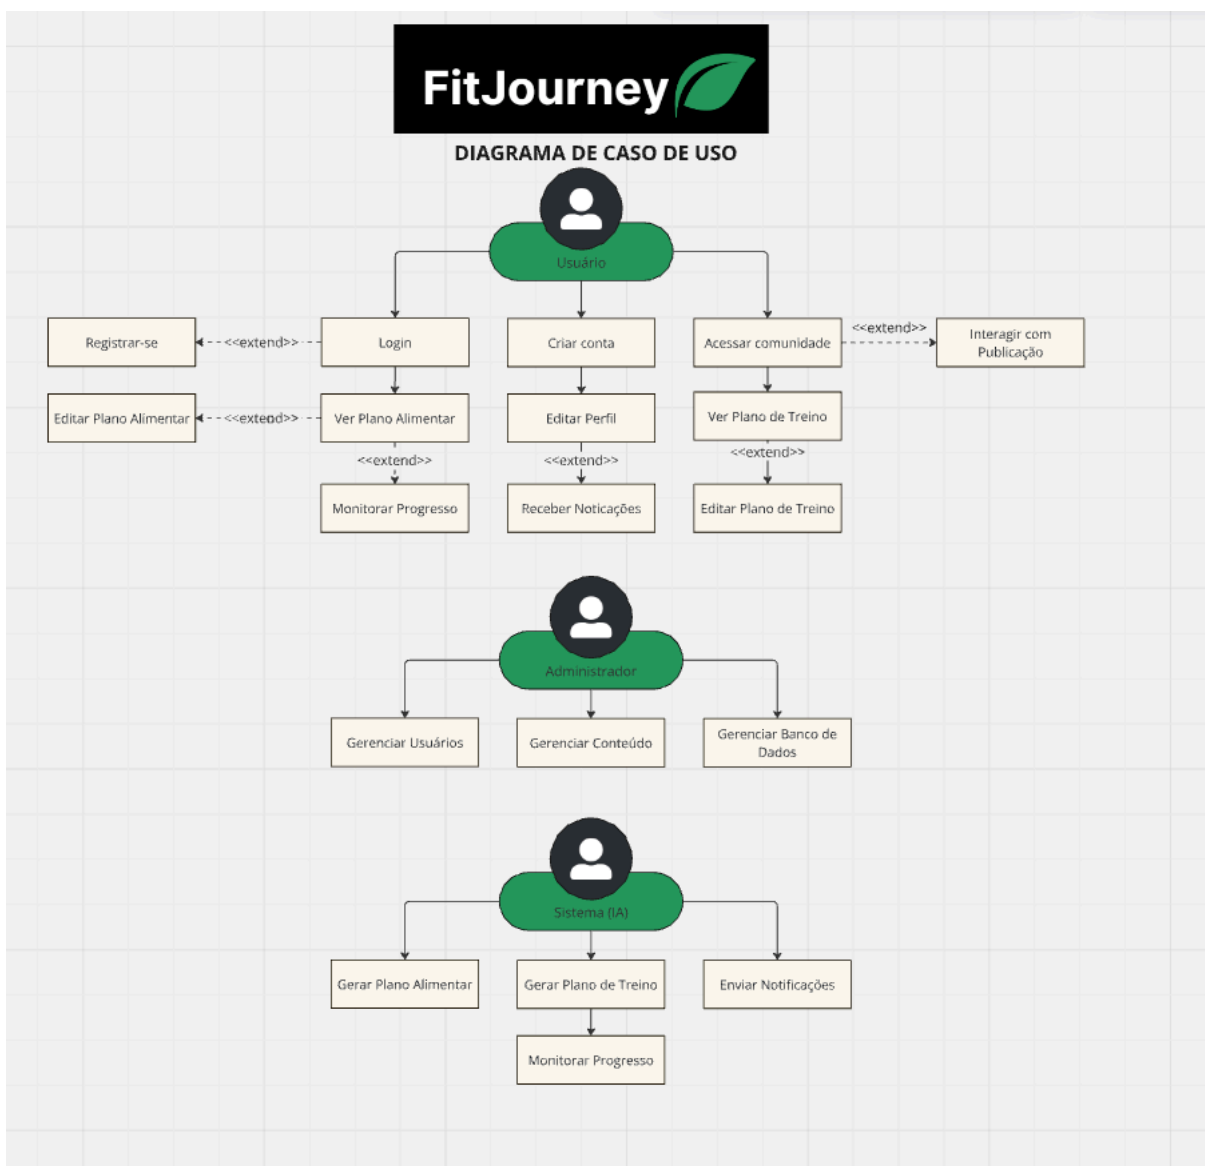 FitJourney
DIAGRAMA DE CASO DE USO
Usuário
Registrar-se
<<extend>>
Login
Criar conta
Acessar comunidade
<<extend>>
Interagir com
Publicação
Editar Plano Alimentar
<<extend>>
Ver Plano Alimentar
Editar Perfil
Ver Plano de Treino
<<extend>>
<<extend>>
<<extend>>
Monitorar Progresso
Receber Noticações
Editar Plano de Treino
Administrador
Gerenciar Usuários
Gerenciar Conteúdo
Gerenciar Banco de
Dados
Sistema (IA)
Gerar Plano Alimentar
Gerar Plano de Treino
Enviar Notificações
Monitorar Progresso